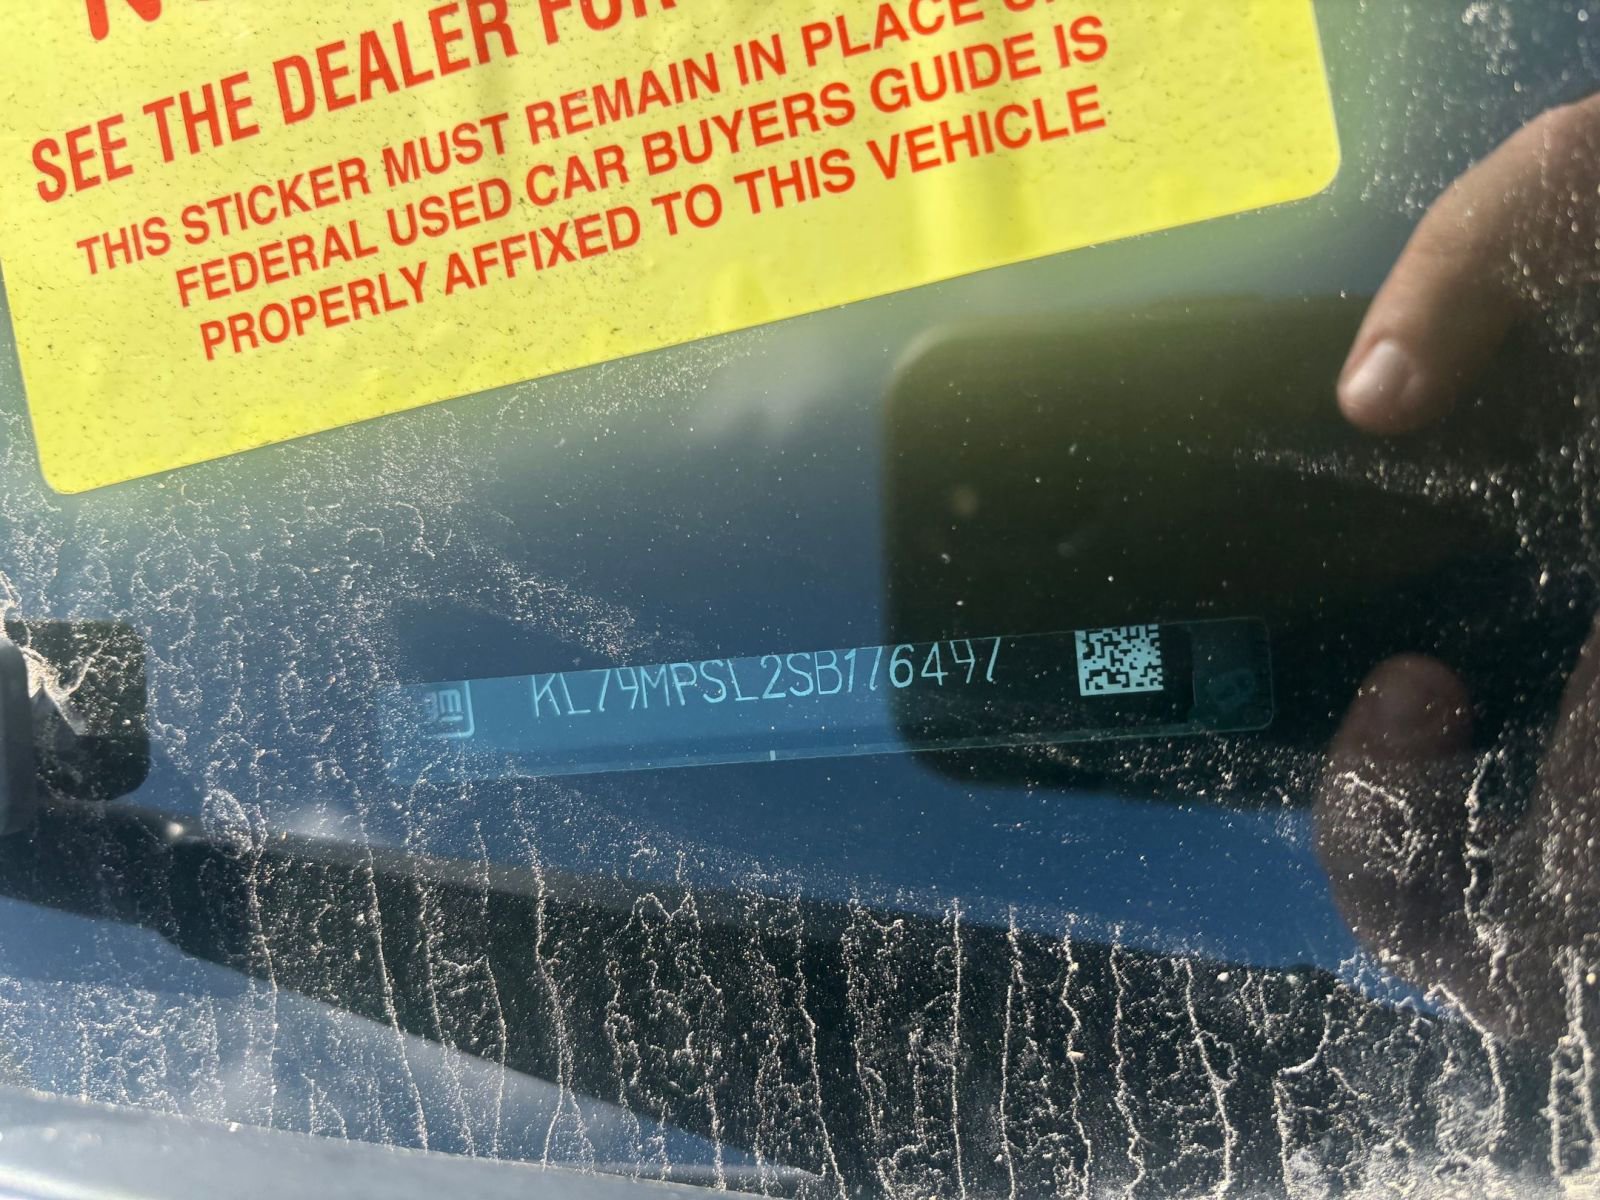 SEE THE DEALER FOR
THIS STICKER MUST REMAIN IN PLACE
FEDERAL USED CAR BUYERS GUIDE IS
PROPERLY AFFIXED TO THIS VEHICLE
KL79MPSL2SB176497